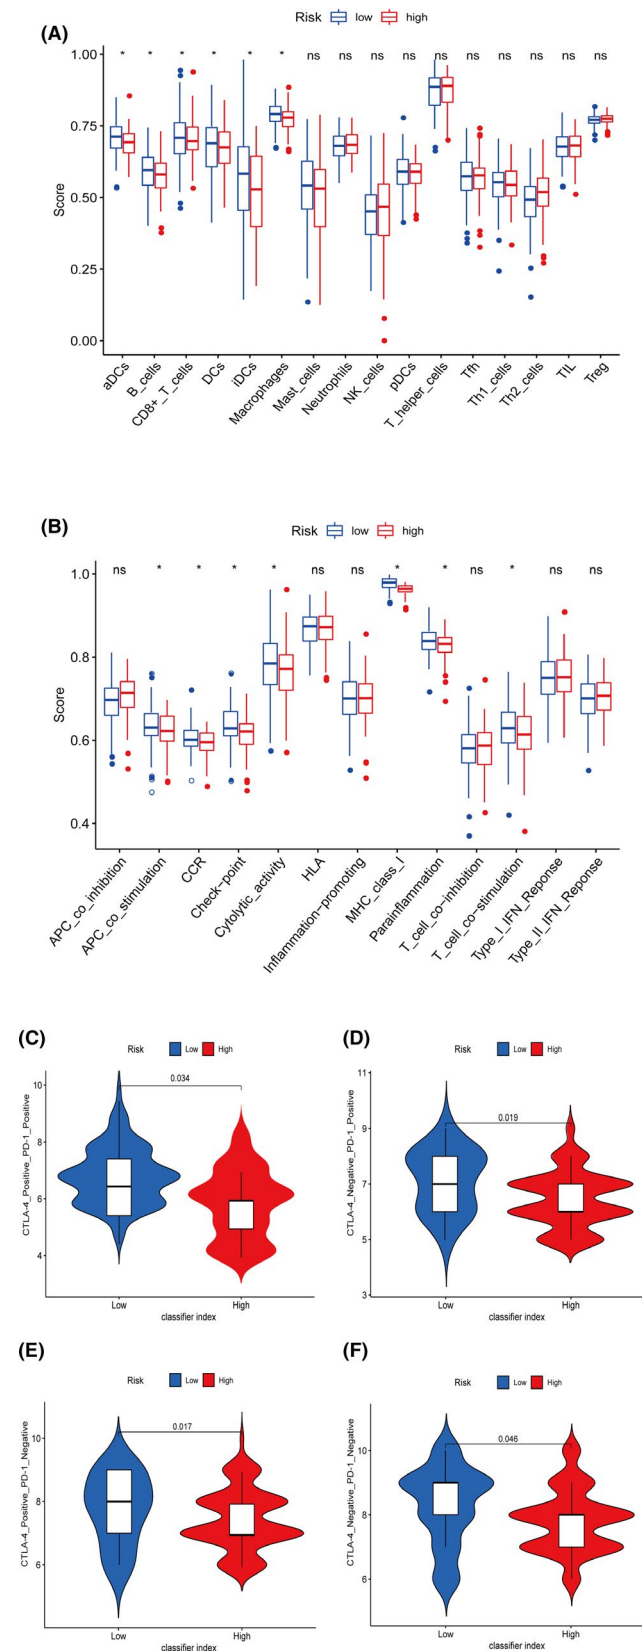 (A)
Risk low high
1.00
0.75
0.50
0.25
0.00
Score
* * * * * * ns ns ns ns ns ns ns ns ns ns
aDCs
B_cells
CD8+_T_cells
DCs
iDCs
Macrophages
Mast_cells
Neutrophils
NK_cells
pDCs
T_helper_cells
Tfh
Th1_cells
Th2_cells
TIL
Treg
(B)
Risk low high
1.0
0.8
0.6
0.4
Score
ns * * * * ns ns * * ns * ns ns
APC_co_inhibition
APC_co_stimulation
CCR
Check-point
Cytolytic_activity
HLA
Inflammation-promoting
MHC_class_I
Parainflammation
T_cell_co-inhibition
T_cell_co-stimulation
Type_I_IFN_Reponse
Type_II_IFN_Reponse
(C)
Risk Low High
0.034
10
8
6
4
CTLA-4_Positive_PD-1_Positive
Low High
classifier index
(D)
Risk Low High
0.019
11
9
7
5
3
CTLA-4_Negative_PD-1_Positive
Low High
classifier index
(E)
Risk Low High
0.017
10
8
6
CTLA-4_Positive_PD-1_Negative
Low High
classifier index
(F)
Risk Low High
0.046
10
8
6
CTLA-4_Negative_PD-1_Negative
Low High
classifier index